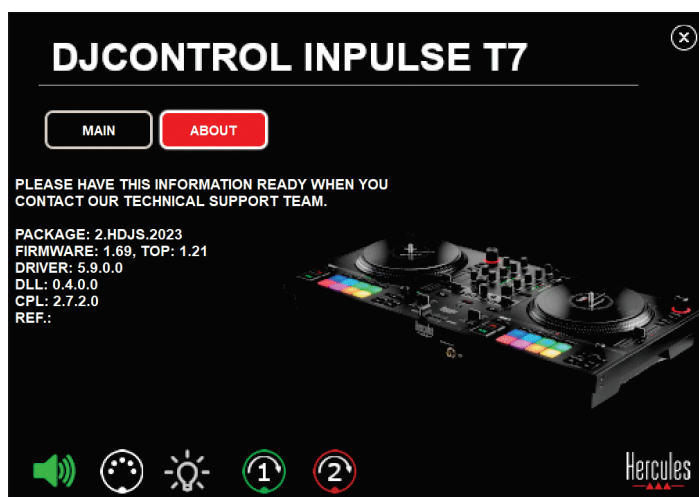 DJCONTROL INPULSE T7
MAIN
ABOUT
PLEASE HAVE THIS INFORMATION READY WHEN YOU
CONTACT OUR TECHNICAL SUPPORT TEAM.
PACKAGE: 2.HDJS.2023
FIRMWARE: 1.69, TOP: 1.21
DRIVER: 5.9.0.0
DLL: 0.4.0.0
CPL: 2.7.2.0
REF.:
1
2
Hercules